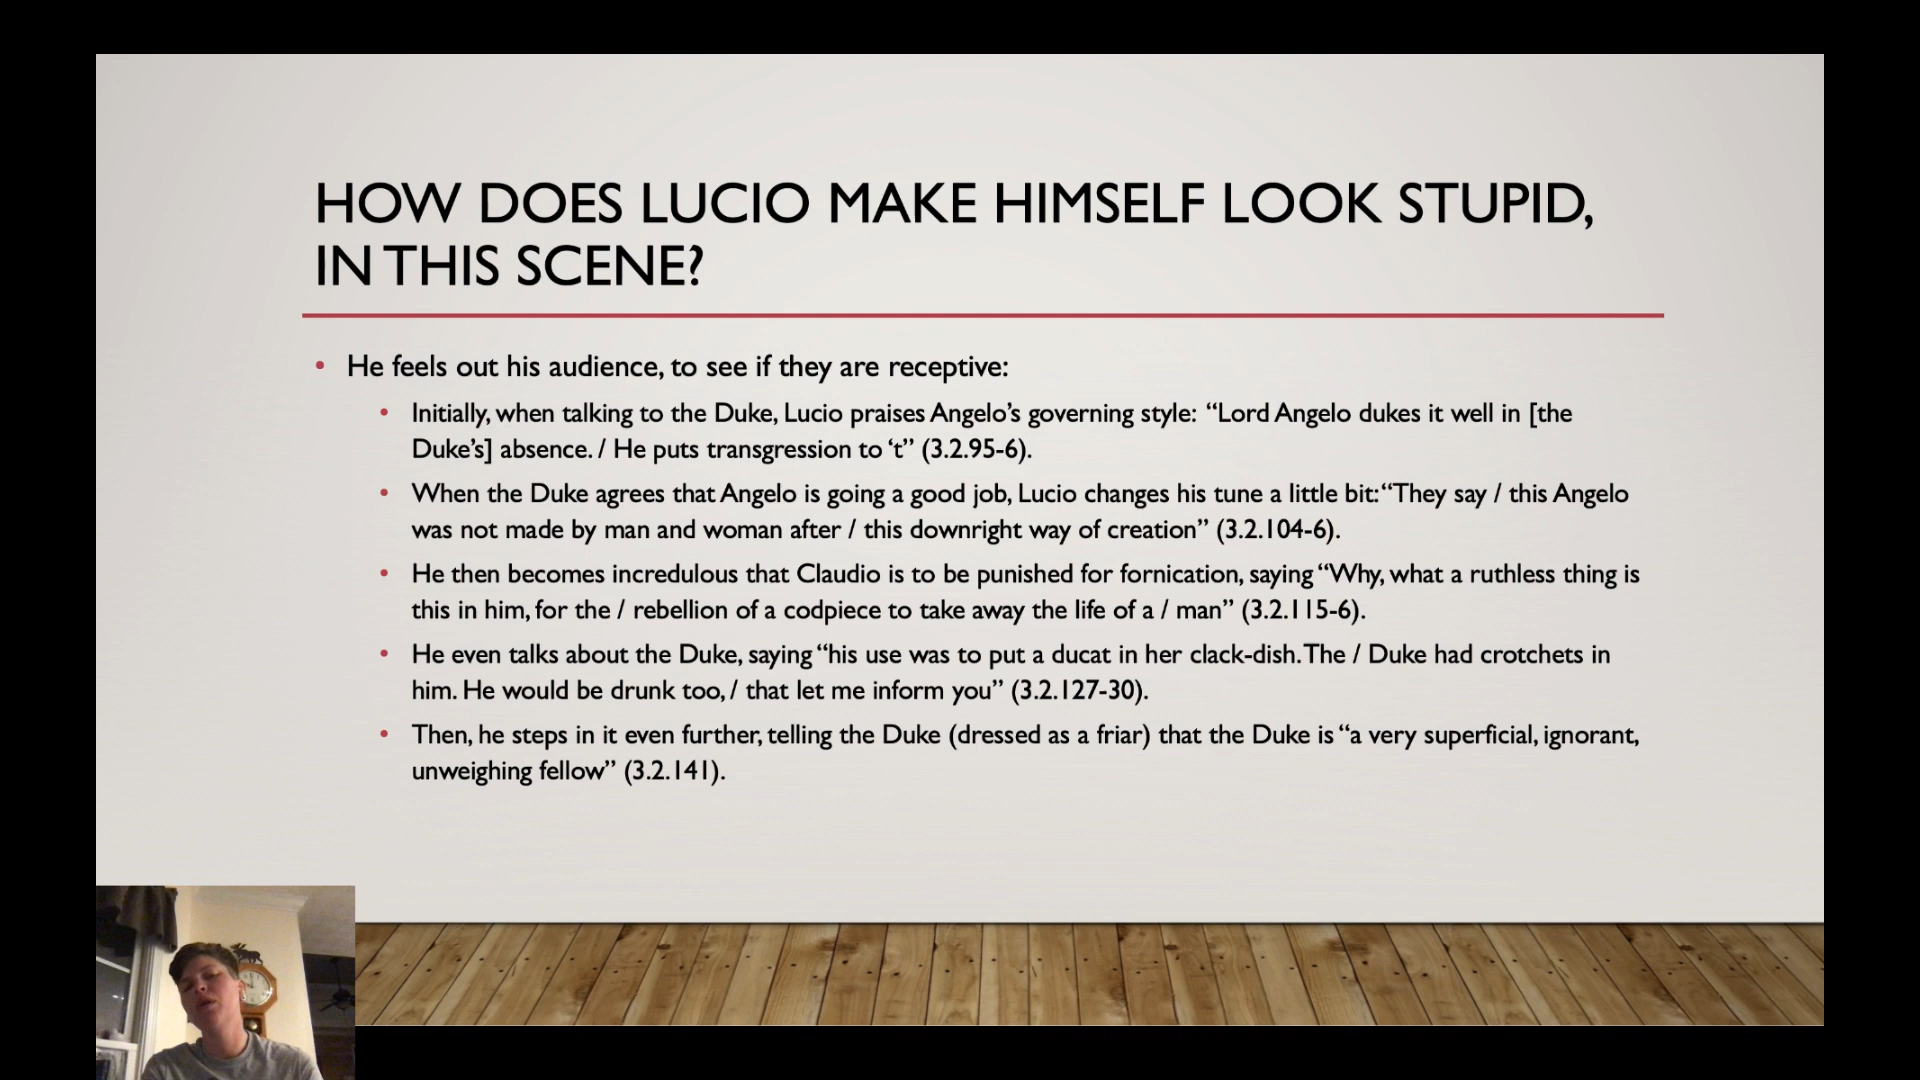 HOW DOES LUCIO MAKE HIMSELF LOOK STUPID,
IN THIS SCENE?
• He feels out his audience, to see if they are receptive:
• Initially, when talking to the Duke, Lucio praises Angelo’s governing style: “Lord Angelo dukes it well in [the
Duke’s] absence. / He puts transgression to ‘t” (3.2.95-6).
• When the Duke agrees that Angelo is going a good job, Lucio changes his tune a little bit: “They say / this Angelo
was not made by man and woman after / this downright way of creation” (3.2.104-6).
• He then becomes incredulous that Claudio is to be punished for fornication, saying “Why, what a ruthless thing is
this in him, for the / rebellion of a codpiece to take away the life of a / man” (3.2.115-6).
• He even talks about the Duke, saying “his use was to put a ducat in her clack-dish. The / Duke had crotchets in
him. He would be drunk too, / that let me inform you” (3.2.127-30).
• Then, he steps in it even further, telling the Duke (dressed as a friar) that the Duke is “a very superficial, ignorant,
unweighing fellow” (3.2.141).